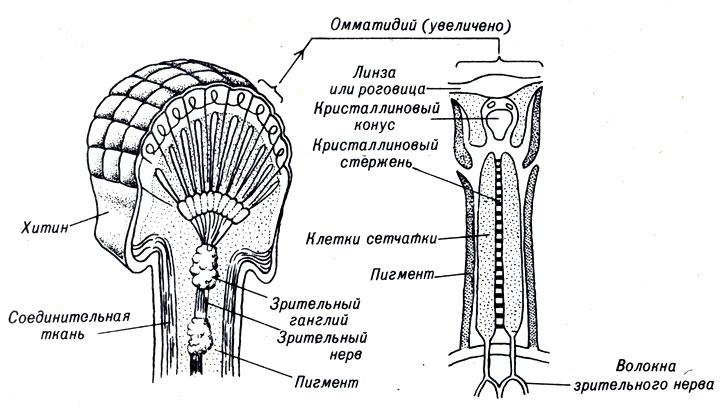 Омматидий (увеличено)
Линза
или роговица
Кристаллиновый
конус
Кристаллиновый
стержень
Клетки сетчатки
Пигмент
Волокна
зрительного нерва
Хитин
Соединительная
ткань
Зрительный
ганглий
Зрительный
нерв
Пигмент